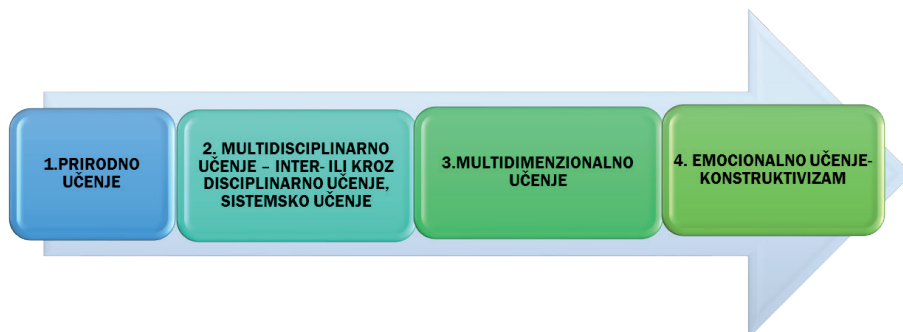 1.PRIRODNO
UČENJE
2. MULTIDISCIPLINARNO
UČENJE – INTER- ILI KROZ
DISCIPLINARNO UČENJE,
SISTEMSKO UČENJE
3.MULTIDIMENZIONALNO
UČENJE
4. EMOCIONALNO UČENJE-
KONSTRUKTIVIZAM